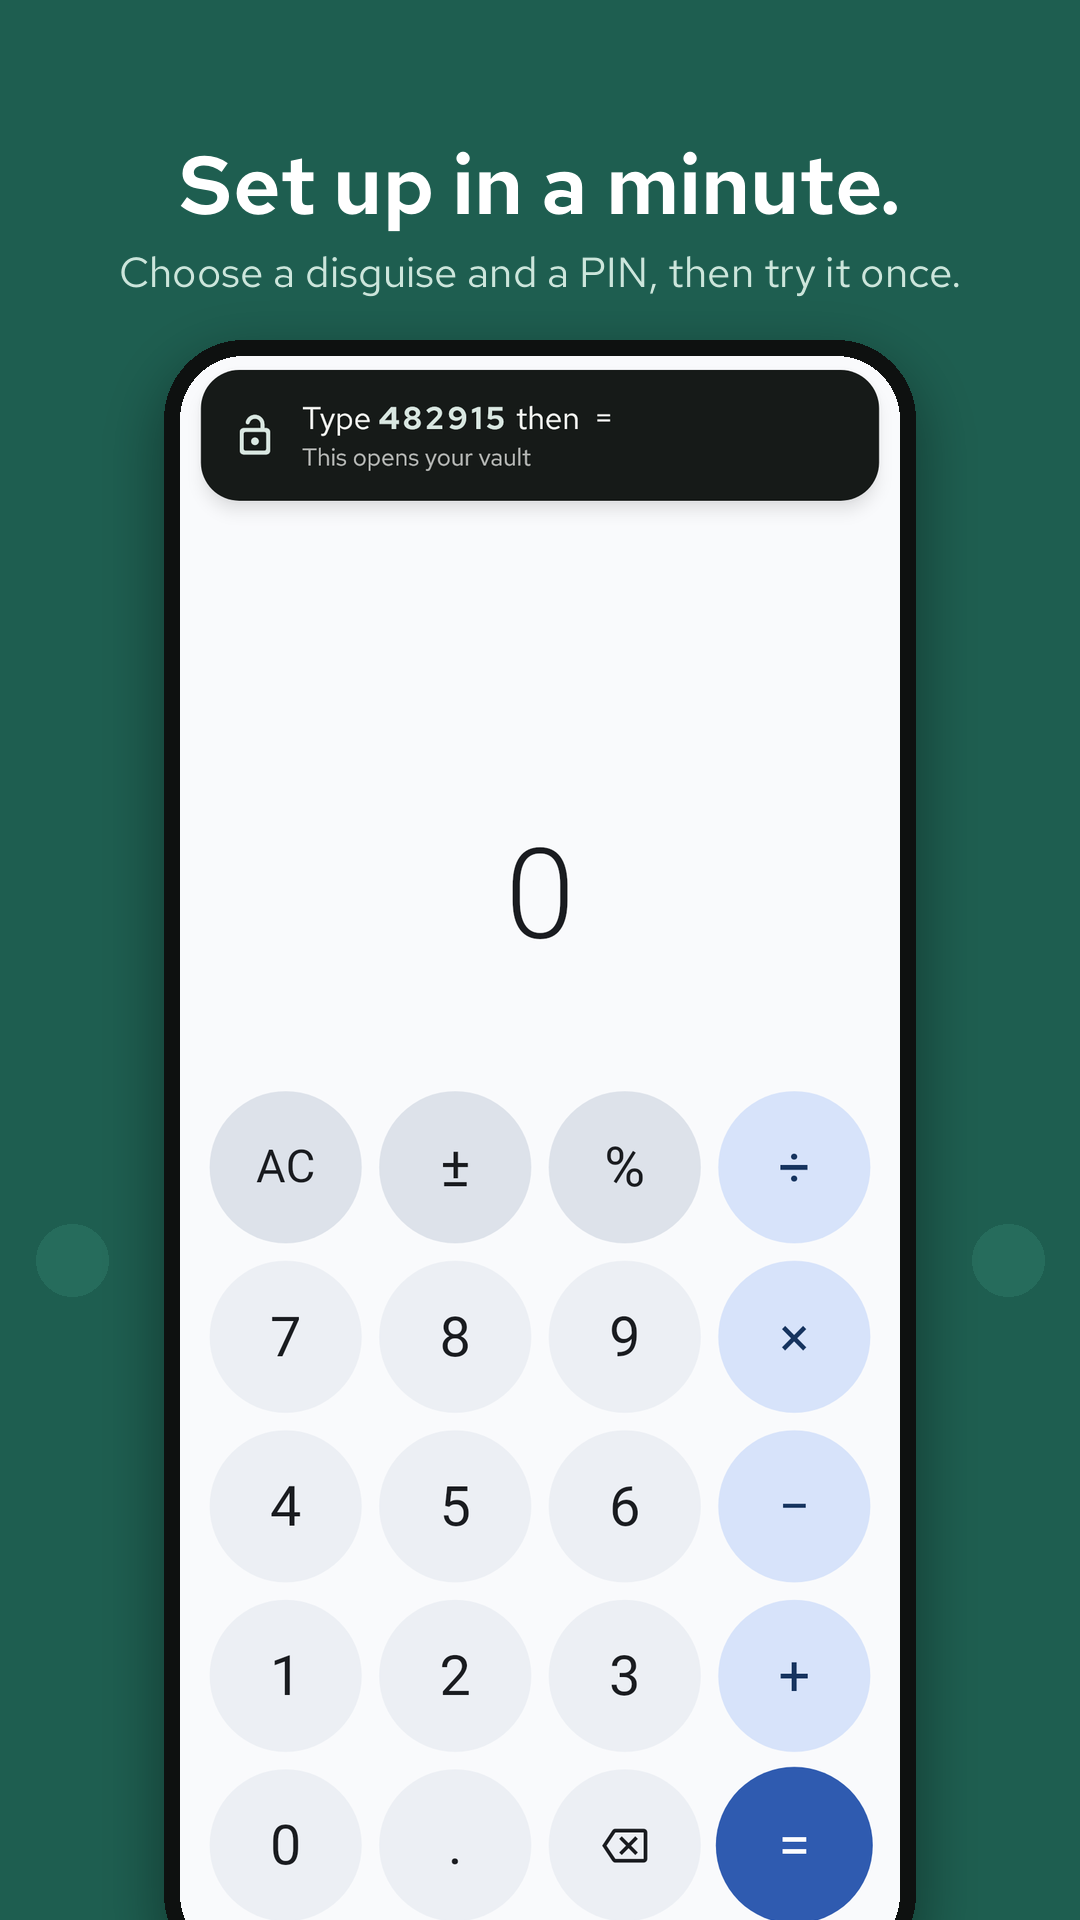 Set up in a minute.
Choose a disguise and a PIN, then try it once.
Type 482915 then =
This opens your vault
0
AC ± % ÷
7 8 9 ×
4 5 6 −
1 2 3 +
0 . =